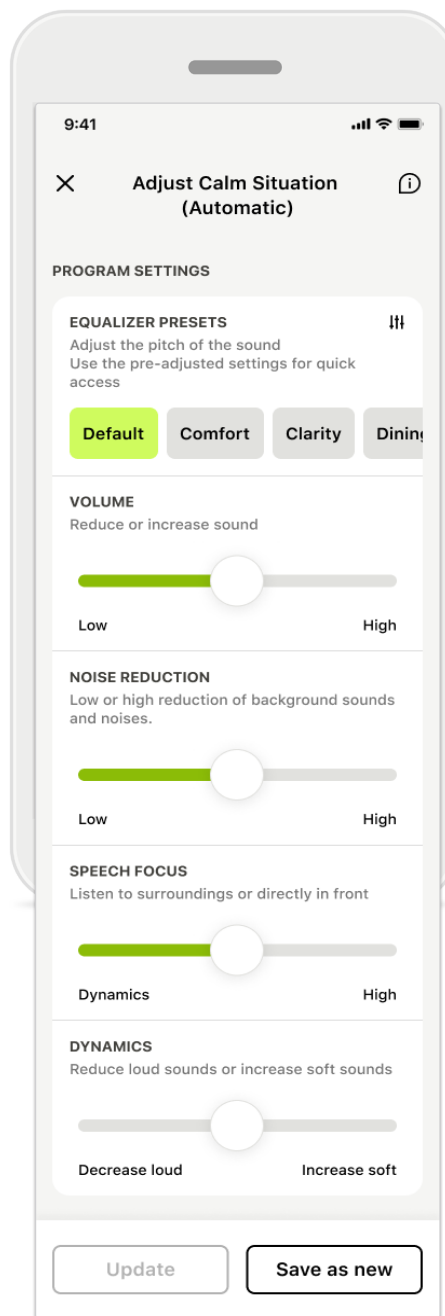 9:41
Adjust Calm Situation
(Automatic)
PROGRAM SETTINGS
EQUALIZER PRESETS
Adjust the pitch of the sound
Use the pre-adjusted settings for quick
access
Default Comfort Clarity Dining
VOLUME
Reduce or increase sound
Low High
NOISE REDUCTION
Low or high reduction of background sounds
and noises.
Low High
SPEECH FOCUS
Listen to surroundings or directly in front
Dynamics High
DYNAMICS
Reduce loud sounds or increase soft sounds
Decrease loud Increase soft
Update Save as new